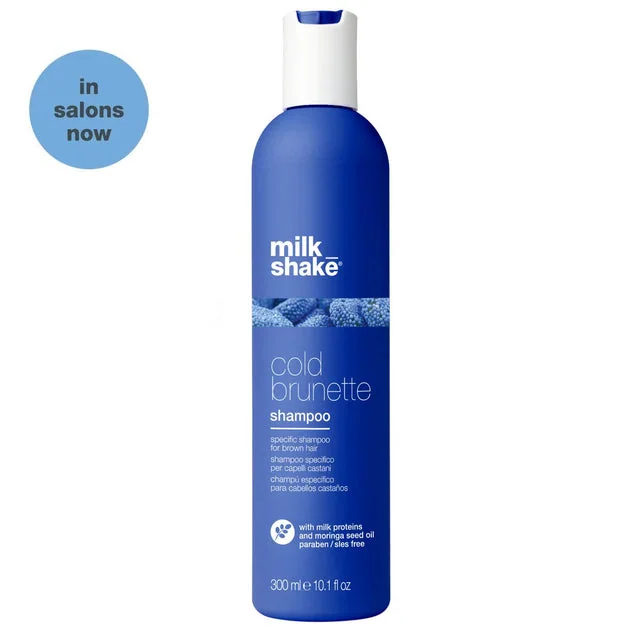 in
salons
now
milk
shake®
cold
brunette
shampoo
specific shampoo
for brown hair
shampoo specifico
per capelli castani
champú específico
para cabellos castaños
with milk proteins
and moringa seed oil
paraben / sles free
300 ml e 10.1 fl oz